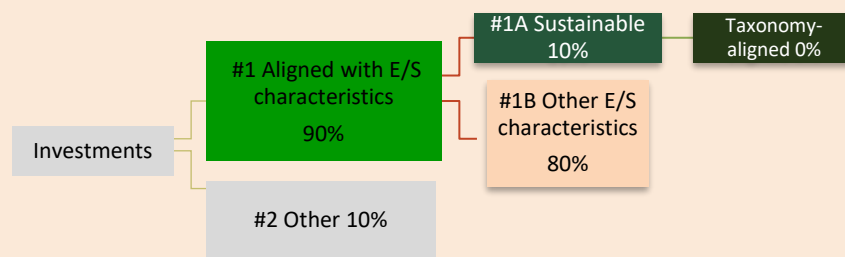 Investments
#1 Aligned with E/S
characteristics
90%
#2 Other 10%
#1A Sustainable
10%
#1B Other E/S
characteristics
80%
Taxonomy-
aligned 0%